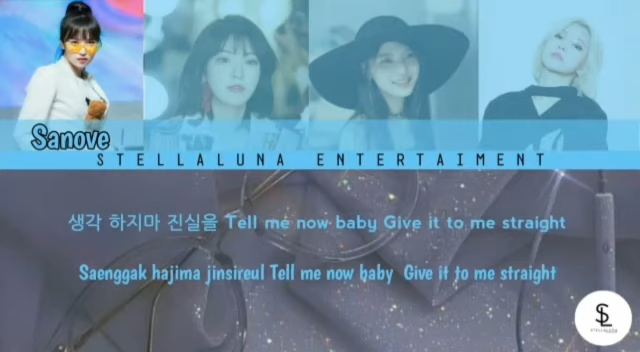 Sanove
STELLALUNA ENTERTAIMENT
생각 하지마 진실을 Tell me now baby Give it to me straight
Saenggak hajima jinsireul Tell me now baby Give it to me straight
SL
STELLALUNA